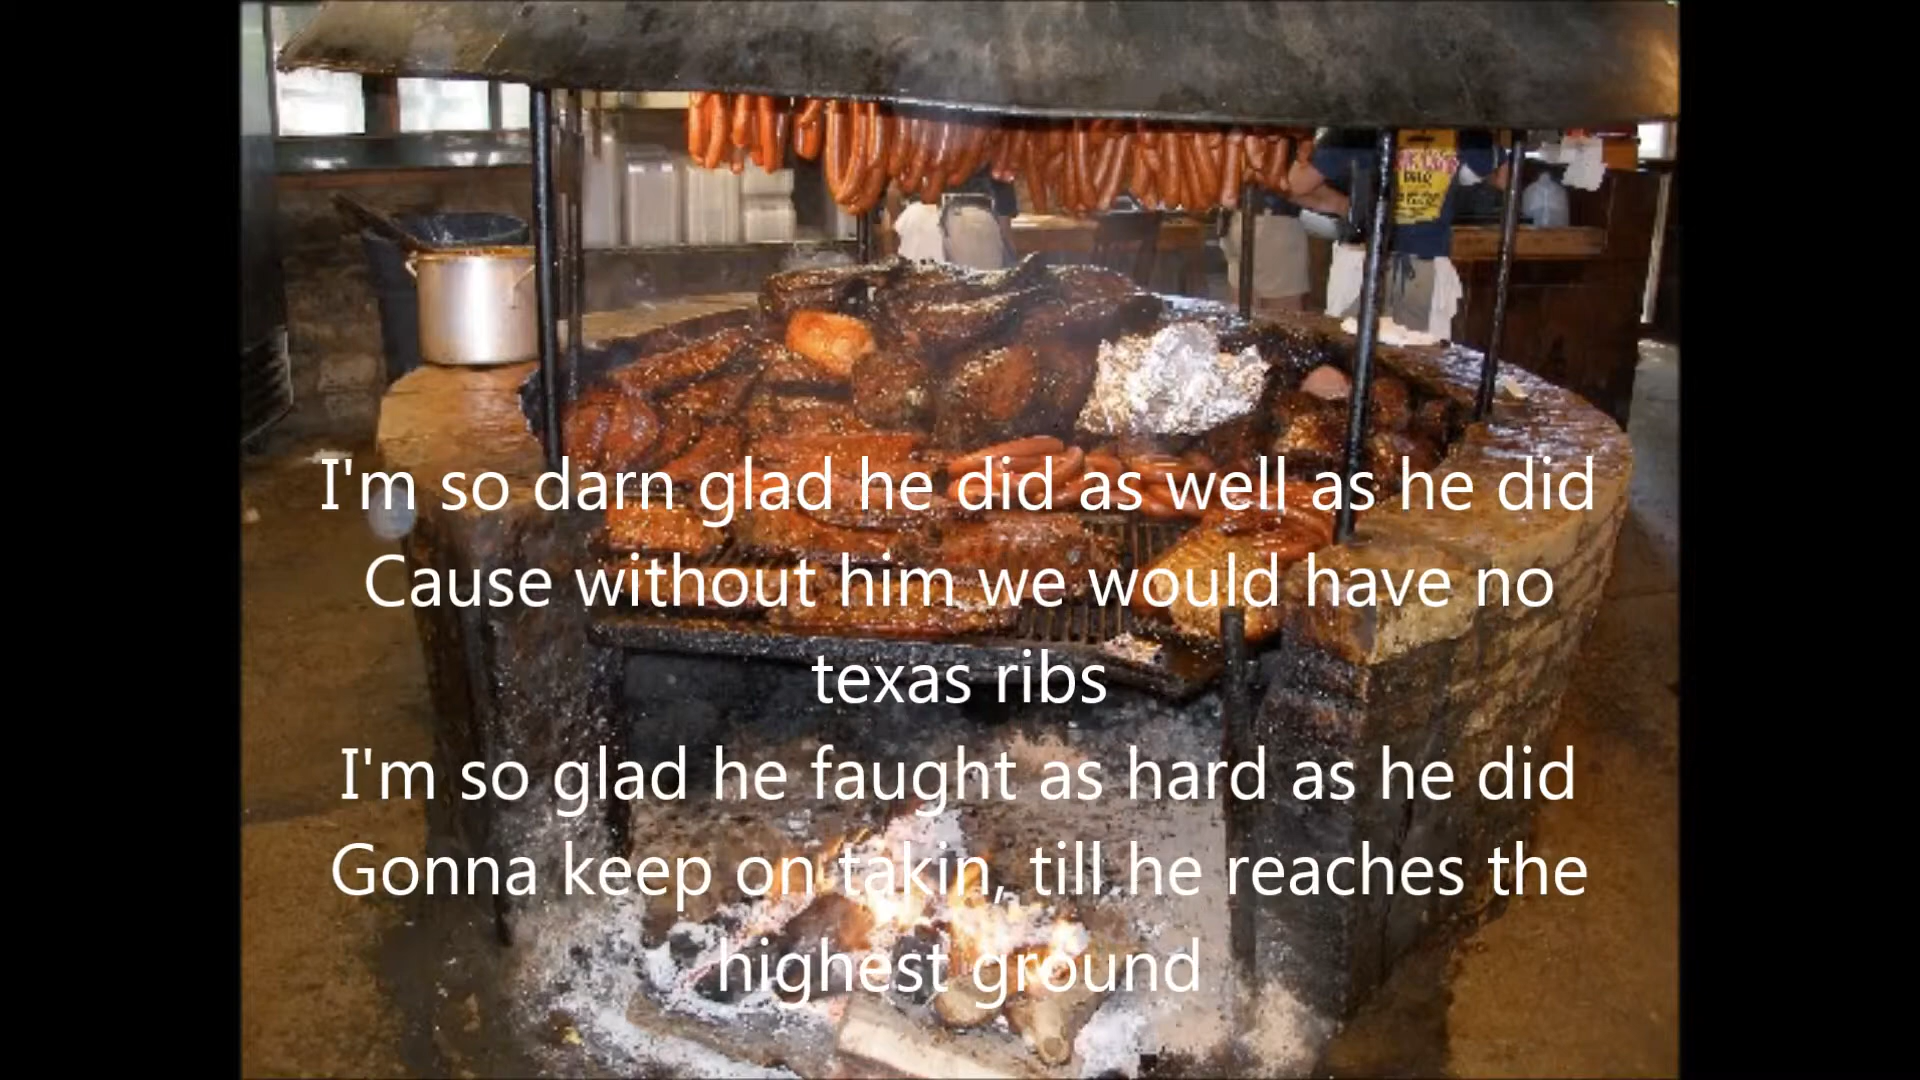 I'm so darn glad he did as well as he did
Cause without him we would have no
texas ribs
I'm so glad he faught as hard as he did
Gonna keep on takin, till he reaches the
highest ground